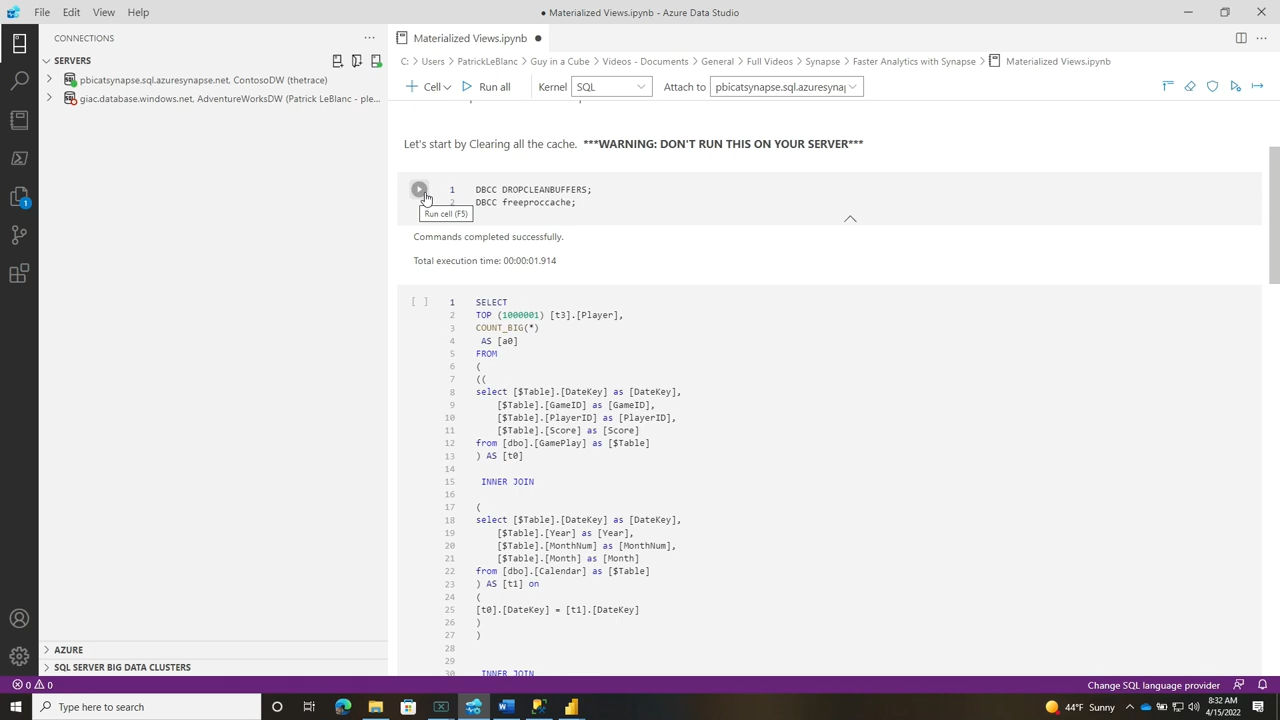 File Edit View Help
● Materialized Views.ipynb - Azure Data Studio
CONNECTIONS
SERVERS
pbicatsynapse.sql.azuresynapse.net, ContosoDW (thetrace)
giac.database.windows.net, AdventureWorksDW (Patrick LeBlanc - ple...
AZURE
SQL SERVER BIG DATA CLUSTERS
Materialized Views.ipynb ●
C: > Users > PatrickLeBlanc > Guy in a Cube > Videos - Documents > General > Full Videos > Synapse > Faster Analytics with Synapse > Materialized Views.ipynb
Cell Run all Kernel SQL Attach to pbicatsynapse.sql.azuresynap
Let's start by Clearing all the cache. ***WARNING: DON'T RUN THIS ON YOUR SERVER***
1 DBCC DROPCLEANBUFFERS;
2 DBCC freeproccache;
Run cell (F5)
Commands completed successfully.
Total execution time: 00:00:01.914
[ ] 1 SELECT
2 TOP (1000001) [t3].[Player],
3 COUNT_BIG(*)
4 AS [a0]
5 FROM
6 (
7 ((
8 select [$Table].[DateKey] as [DateKey],
9 [$Table].[GameID] as [GameID],
10 [$Table].[PlayerID] as [PlayerID],
11 [$Table].[Score] as [Score]
12 from [dbo].[GamePlay] as [$Table]
13 ) AS [t0]
14
15 INNER JOIN
16
17 (
18 select [$Table].[DateKey] as [DateKey],
19 [$Table].[Year] as [Year],
20 [$Table].[MonthNum] as [MonthNum],
21 [$Table].[Month] as [Month]
22 from [dbo].[Calendar] as [$Table]
23 ) AS [t1] on
24 (
25 [t0].[DateKey] = [t1].[DateKey]
26 )
27 )
28
29
30 INNER JOIN
1
0 0
Change SQL language provider
Type here to search
44°F Sunny
8:32 AM
4/15/2022